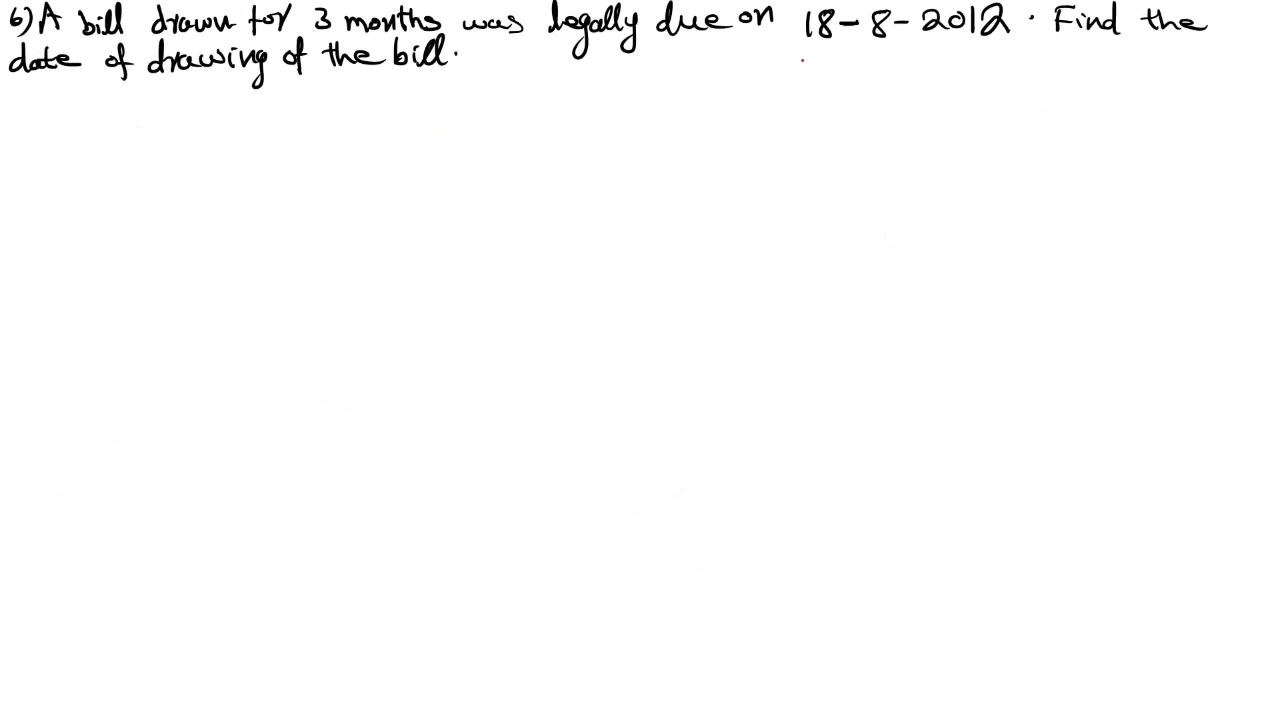 6) A bill drawn for 3 months was legally due on 18-8-2012. Find the
date of drawing of the bill.